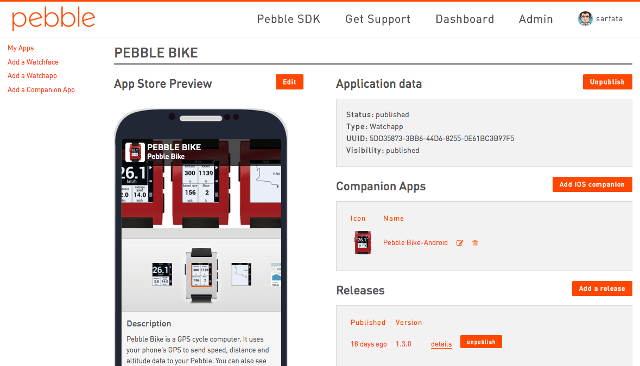 pebble
Pebble SDK
Get Support
Dashboard
Admin
sarfata
My Apps
Add a Watchface
Add a Watchapp
Add a Companion App
PEBBLE BIKE
App Store Preview
Edit
PEBBLE BIKE
Pebble Bike
26.1
300 1139
156 2
26.1
Description
Pebble Bike is a GPS cycle computer. It uses
your phone's GPS to send speed, distance and
altitude data to your Pebble. You can also see
Application data
Unpublish
Status: published
Type: Watchapp
UUID: 5DD35873-3BB6-44D6-8255-0E61BC3B97F5
Visibility: published
Companion Apps
Add iOS companion
Icon Name
Pebble Bike-Android
Releases
Add a release
Published Version
18 days ago 1.3.0 details unpublish